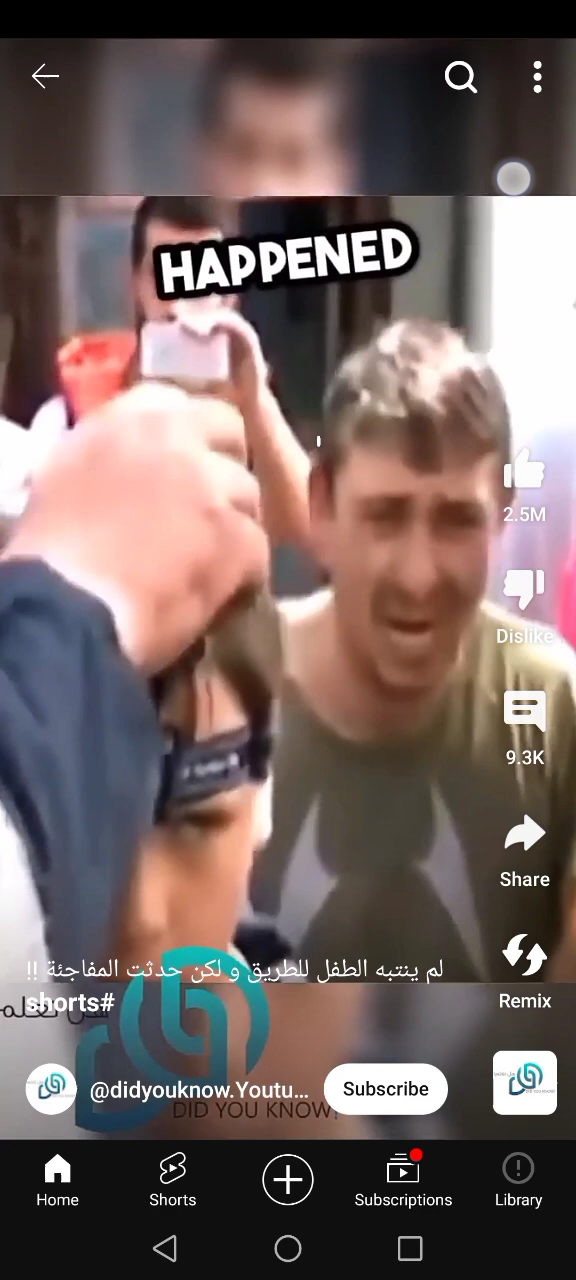 HAPPENED
2.5M
Dislike
9.3K
Share
لم ينتبه الطفل للطريق و لكن حدثت المفاجئة !!
shorts#
Remix
@didyouknow.Youtu...
Subscribe
DID YOU KNOW?
Home
Shorts
Subscriptions
Library